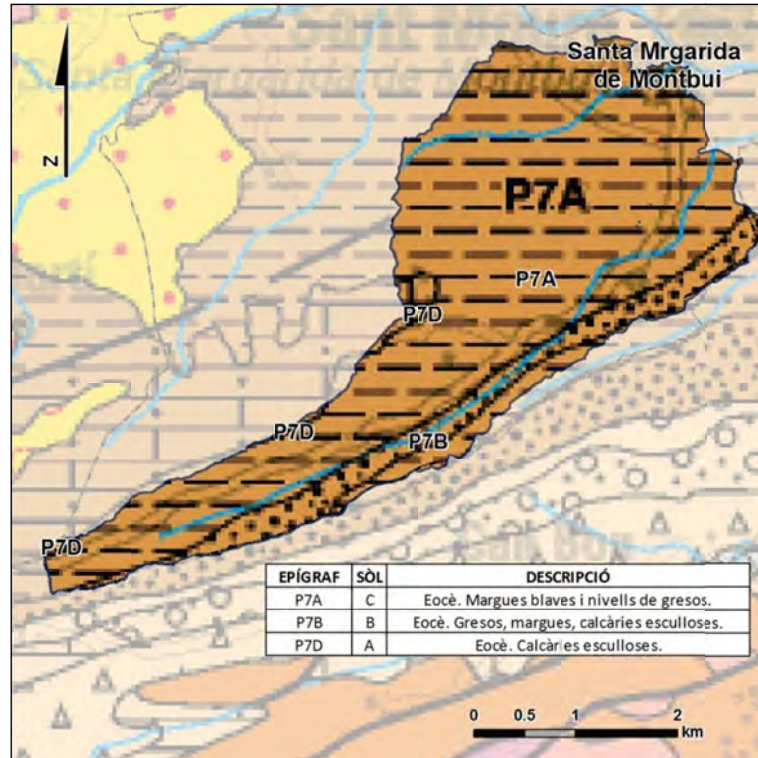 Santa Mrgarida
de Montbui
N
P7A
P7A
P7D
P7D
P7B
P7D
EPÍGRAF SÒL DESCRIPCIÓ
P7A C Eocè. Margues blaves i nivells de gresos.
P7B B Eocè. Gresos, margues, calcàries esculloses.
P7D A Eocè. Calcàries esculloses.
0 0.5 1 2
km